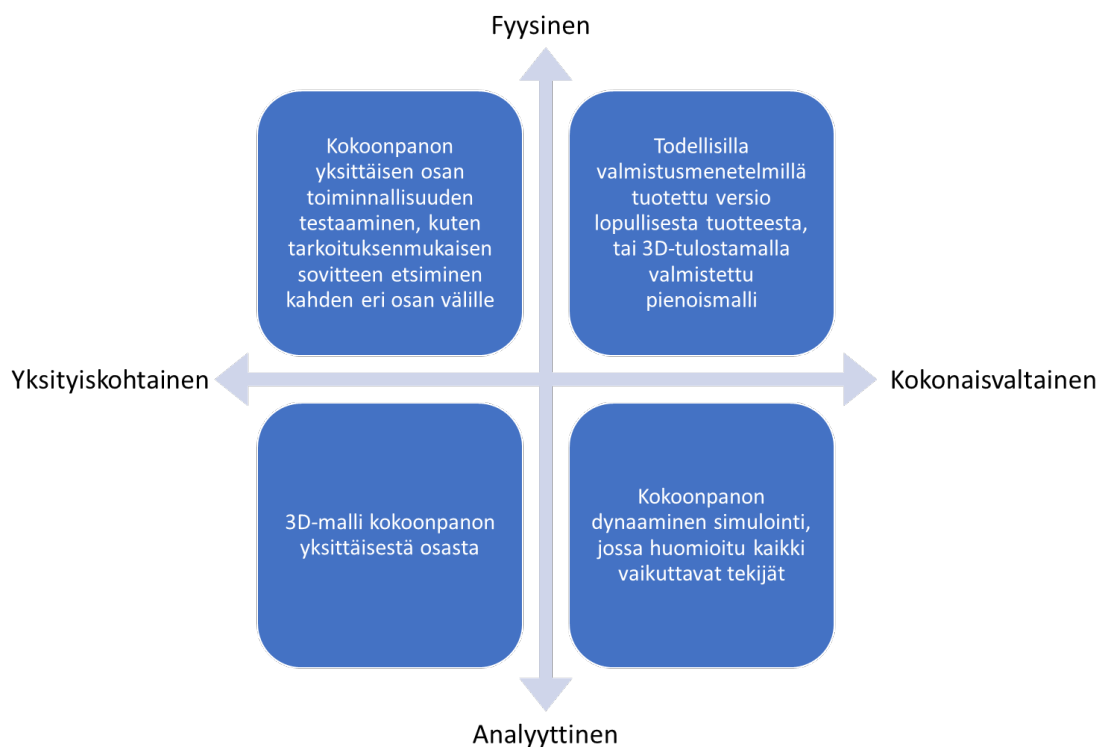 Fyysinen
Kokoonpanon
yksittäisen osan
toiminnallisuuden
testaaminen, kuten
tarkoituksenmukaisen
sovitteen etsiminen
kahden eri osan välille
Todellisilla
valmistusmenetelmillä
tuotettu versio
lopullisesta tuotteesta,
tai 3D-tulostamalla
valmistettu
pienoismalli
Yksityiskohtainen
Kokonaisvaltainen
3D-malli kokoonpanon
yksittäisestä osasta
Kokoonpanon
dynaaminen simulointi,
jossa huomioitu kaikki
vaikuttavat tekijät
Analyyttinen